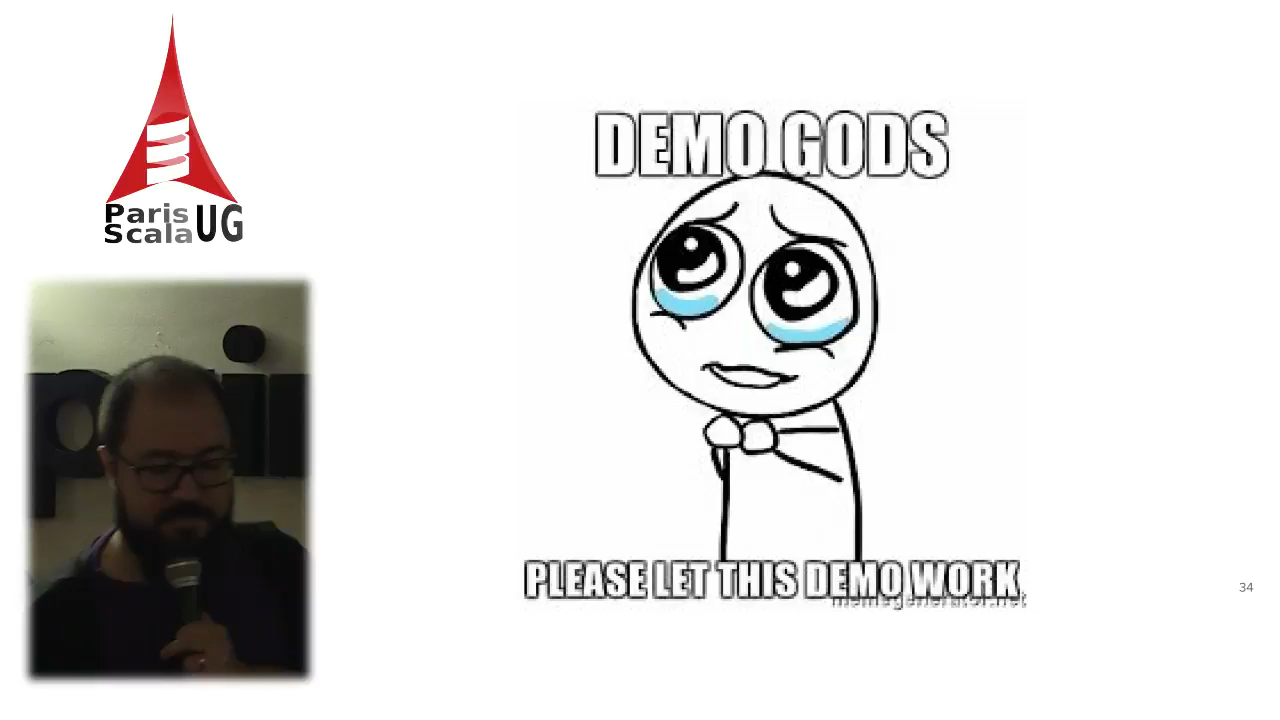 Paris
Scala UG
DEMO GODS
PLEASE LET THIS DEMO WORK
memegenerator.net
34